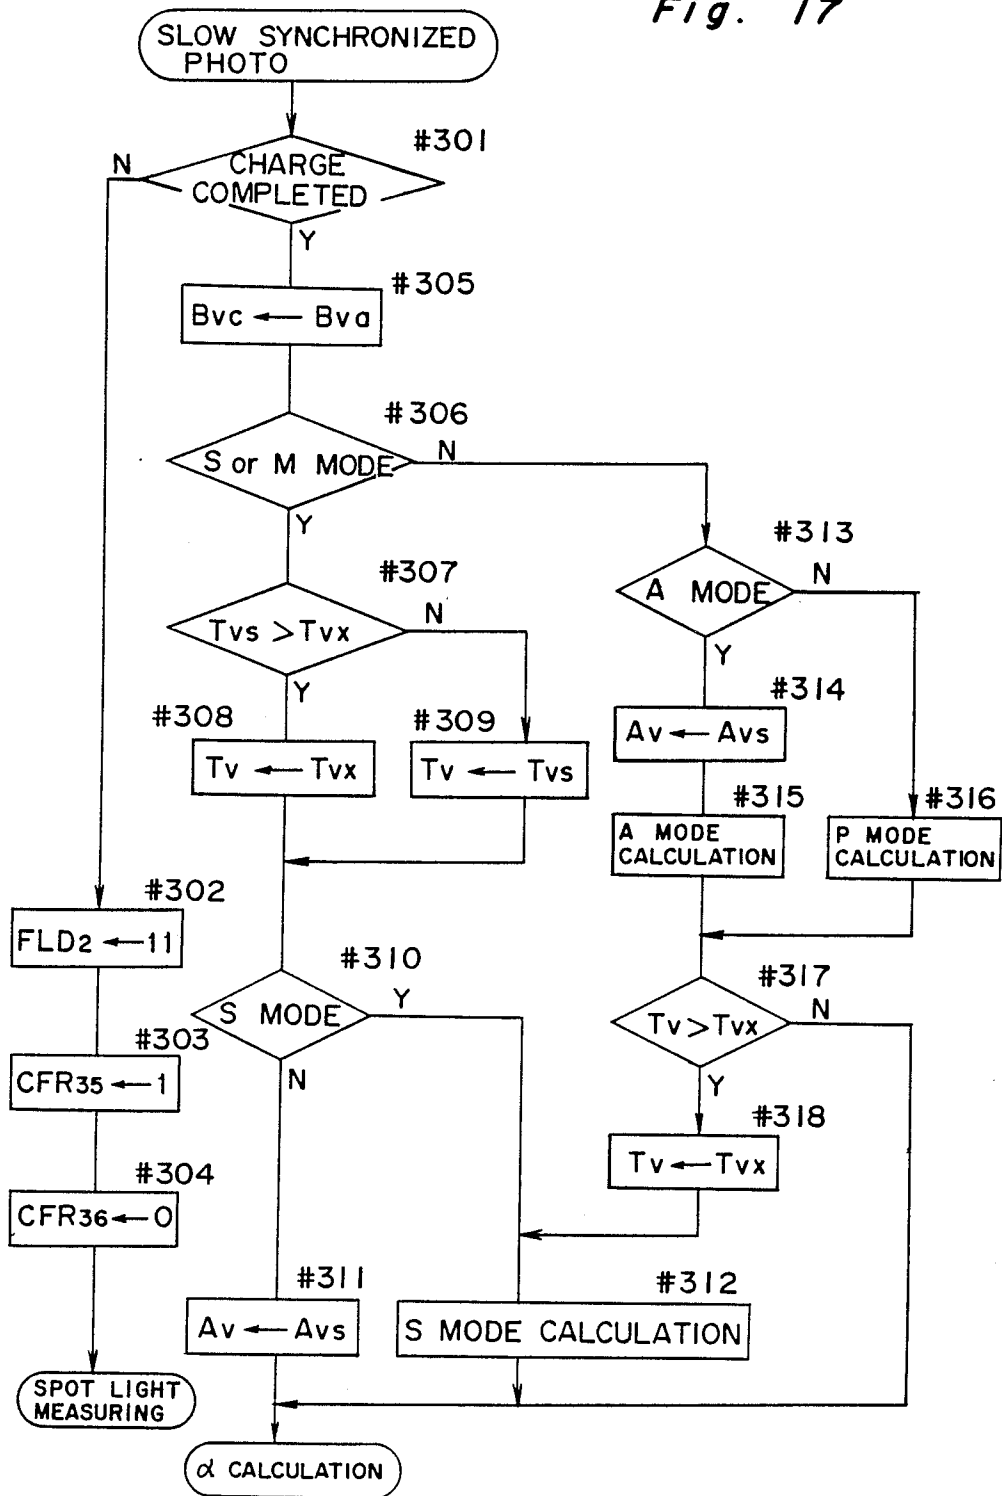 Fig. 17
SLOW SYNCHRONIZED
PHOTO
#301
N
CHARGE
COMPLETED
Y
#305
Bvc ← Bva
#306
S or M MODE
N
Y
#313
A MODE
N
Y
#307
Tvs > Tvx
N
Y
#314
Av ← Avs
#308
Tv ← Tvx
#309
Tv ← Tvs
#315
A MODE
CALCULATION
#316
P MODE
CALCULATION
#302
FLD2 ← 11
#310
S MODE
Y
N
#317
Tv > Tvx
N
Y
#303
CFR35 ← 1
#318
Tv ← Tvx
#304
CFR36 ← 0
#311
Av ← Avs
#312
S MODE CALCULATION
SPOT LIGHT
MEASURING
α CALCULATION